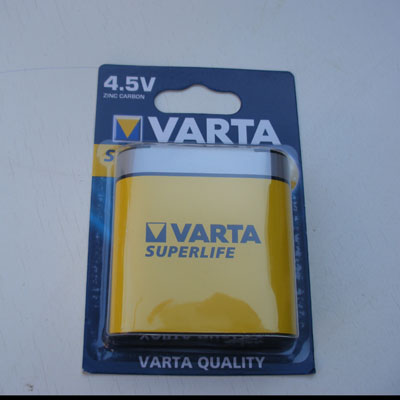 4.5V
ZINC CARBON
VARTA
S
VARTA
SUPERLIFE
VARTA QUALITY